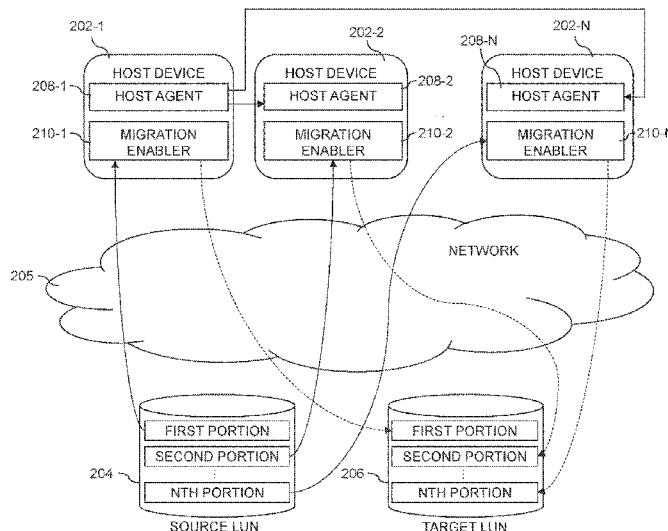 202-1
202-2
202-N
208-N
HOST DEVICE
HOST DEVICE
HOST DEVICE
208-1
HOST AGENT
HOST AGENT
208-2
HOST AGENT
210-1
MIGRATION
ENABLER
MIGRATION
ENABLER
210-2
MIGRATION
ENABLER
210-N
NETWORK
205
FIRST PORTION
SECOND PORTION
NTH PORTION
204
SOURCE LUN
FIRST PORTION
SECOND PORTION
NTH PORTION
206
TARGET LUN